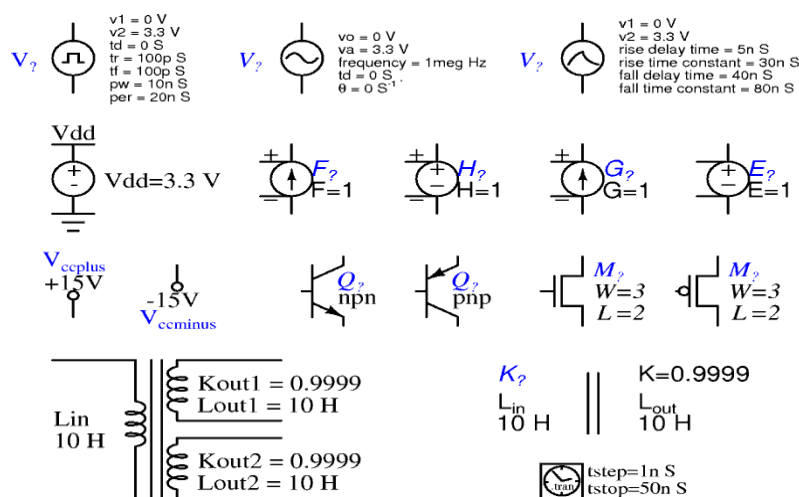 V?
v1 = 0 V
v2 = 3.3 V
td = 0 S
tr = 100p S
tf = 100p S
pw = 10n S
per = 20n S
V?
vo = 0 V
va = 3.3 V
frequency = 1meg Hz
td = 0 S
θ = 0 S⁻¹
V?
v1 = 0 V
v2 = 3.3 V
rise delay time = 5n S
rise time constant = 30n S
fall delay time = 40n S
fall time constant = 80n S
Vdd
Vdd=3.3 V
F?
F=1
H?
H=1
G?
G=1
E?
E=1
Vccplus
+15V
-15V
Vccminus
Q?
npn
Q?
pnp
M?
W=3
L=2
M?
W=3
L=2
Lin
10 H
Kout1 = 0.9999
Lout1 = 10 H
Kout2 = 0.9999
Lout2 = 10 H
K?
Lin
10 H
K=0.9999
Lout
10 H
.tran
tstep=1n S
tstop=50n S